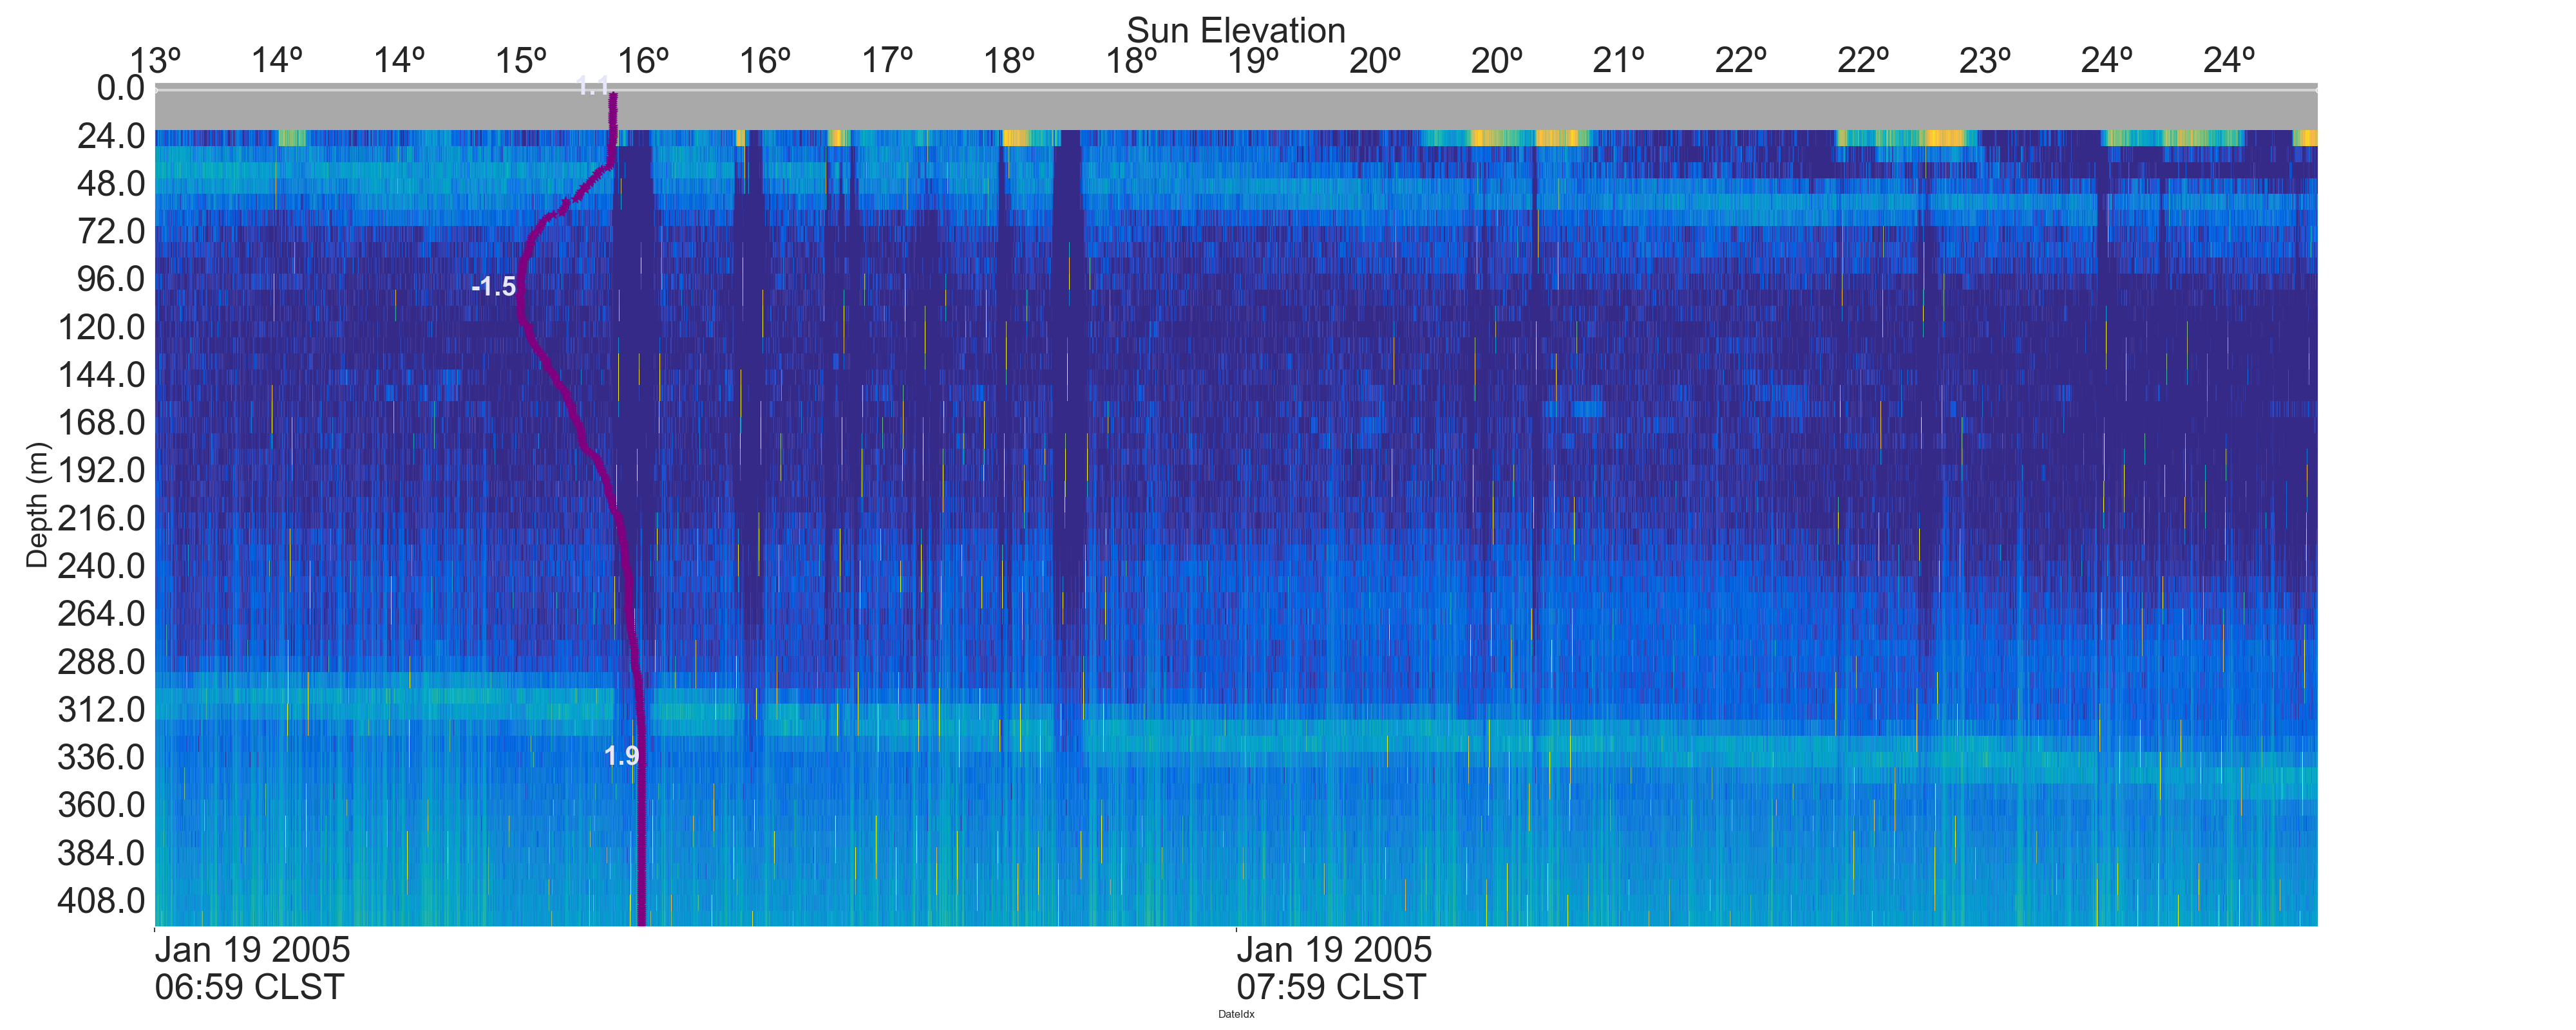 Sun Elevation
13º 14º 14º 15º 16º 16º 17º 18º 18º 19º 20º 20º 21º 22º 22º 23º 24º 24º
0.0
24.0
48.0
72.0
96.0
120.0
144.0
168.0
192.0
216.0
240.0
264.0
288.0
312.0
336.0
360.0
384.0
408.0
Depth (m)
1.1
-1.5
1.9
Jan 19 2005
06:59 CLST
Jan 19 2005
07:59 CLST
DateIdx